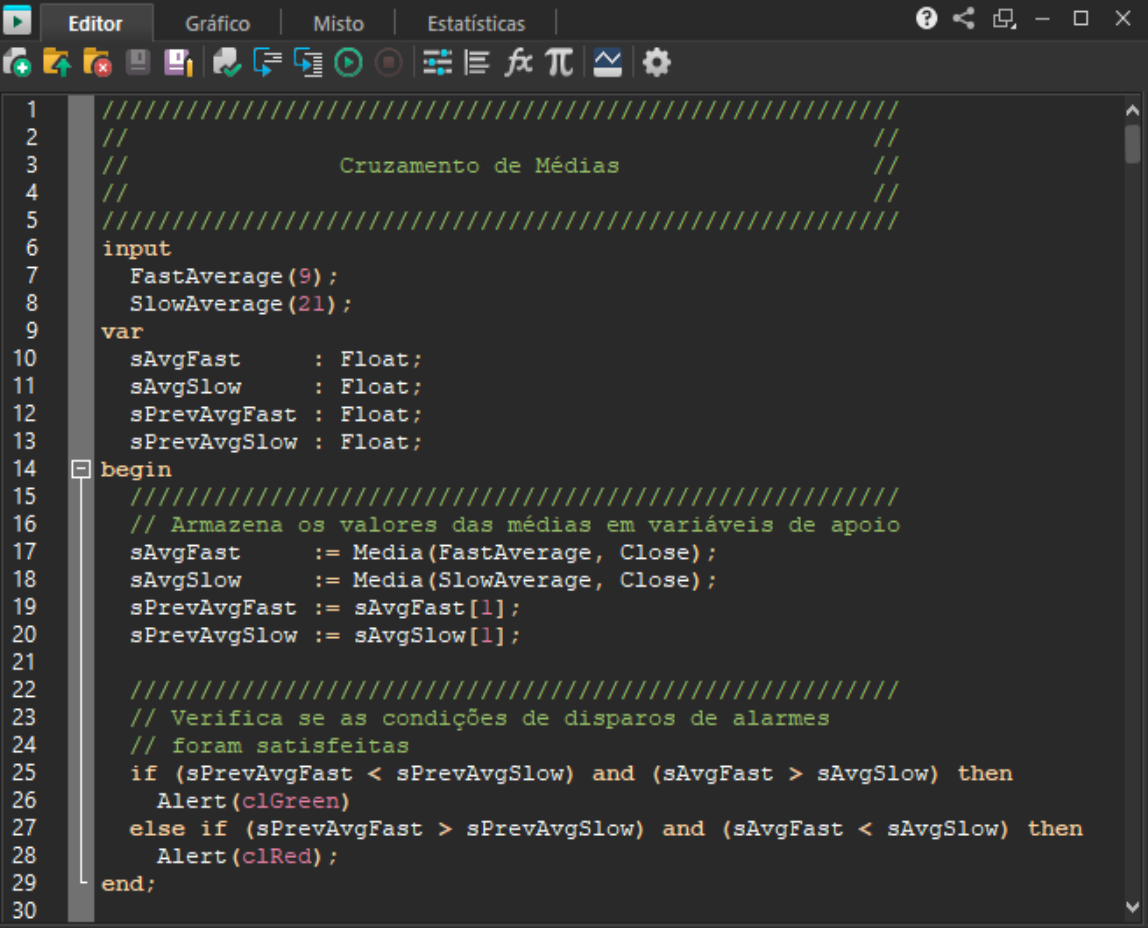 Editor Gráfico Misto Estatísticas
fx π
1 //////////////////////////////////////////////////////////
2 // //
3 // Cruzamento de Médias //
4 // //
5 //////////////////////////////////////////////////////////
6 input
7 FastAverage(9);
8 SlowAverage(21);
9 var
10 sAvgFast : Float;
11 sAvgSlow : Float;
12 sPrevAvgFast : Float;
13 sPrevAvgSlow : Float;
14 begin
15 ////////////////////////////////////////////////////////
16 // Armazena os valores das médias em variáveis de apoio
17 sAvgFast := Media(FastAverage, Close);
18 sAvgSlow := Media(SlowAverage, Close);
19 sPrevAvgFast := sAvgFast[1];
20 sPrevAvgSlow := sAvgSlow[1];
21
22 ////////////////////////////////////////////////////////
23 // Verifica se as condições de disparos de alarmes
24 // foram satisfeitas
25 if (sPrevAvgFast < sPrevAvgSlow) and (sAvgFast > sAvgSlow) then
26 Alert(clGreen)
27 else if (sPrevAvgFast > sPrevAvgSlow) and (sAvgFast < sAvgSlow) then
28 Alert(clRed);
29 end;
30